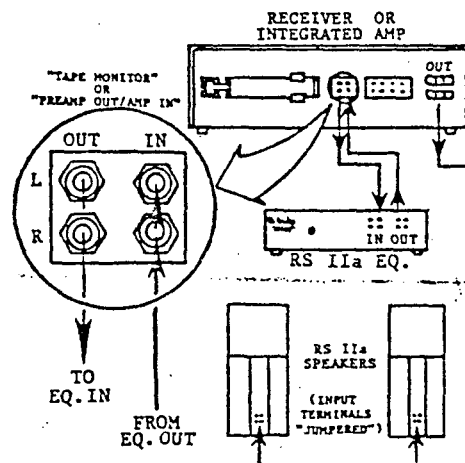 RECEIVER OR
INTEGRATED AMP
"TAPE MONITOR"
OR
"PREAMP OUT/AMP IN"
OUT
OUT IN
L
R
IN OUT
RS IIa EQ.
TO
EQ.IN
FROM
EQ.OUT
RS IIa
SPEAKERS
(INPUT
TERMINALS
"JUMPERED")